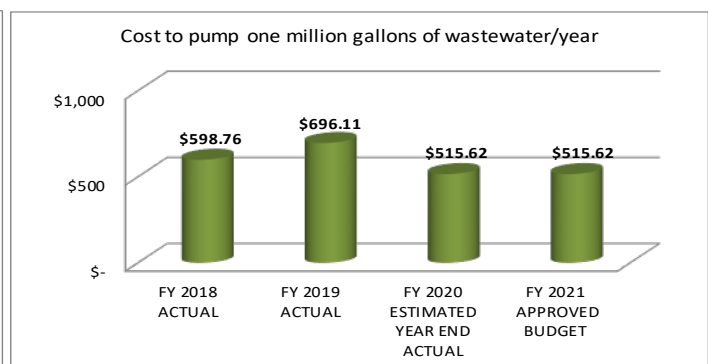 Cost to pump one million gallons of wastewater/year
$1,000
$500
$-
$598.76
$696.11
$515.62
$515.62
FY 2018
ACTUAL
FY 2019
ACTUAL
FY 2020
ESTIMATED
YEAR END
ACTUAL
FY 2021
APPROVED
BUDGET